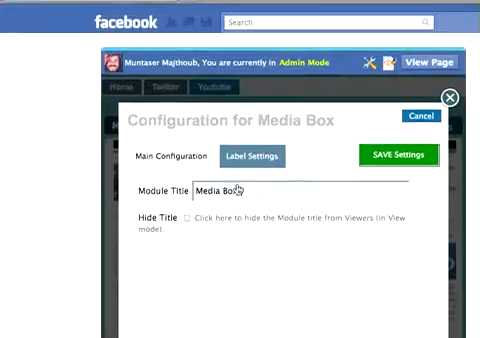 facebook
Search
Muntaser Majthoub, You are currently in Admin Mode
View Page
Home Twitter Youtube
Configuration for Media Box
Cancel
Main Configuration
Label Settings
SAVE Settings
Module Title Media Box
Hide Title Click here to hide the Module title from Viewers (in View
mode).